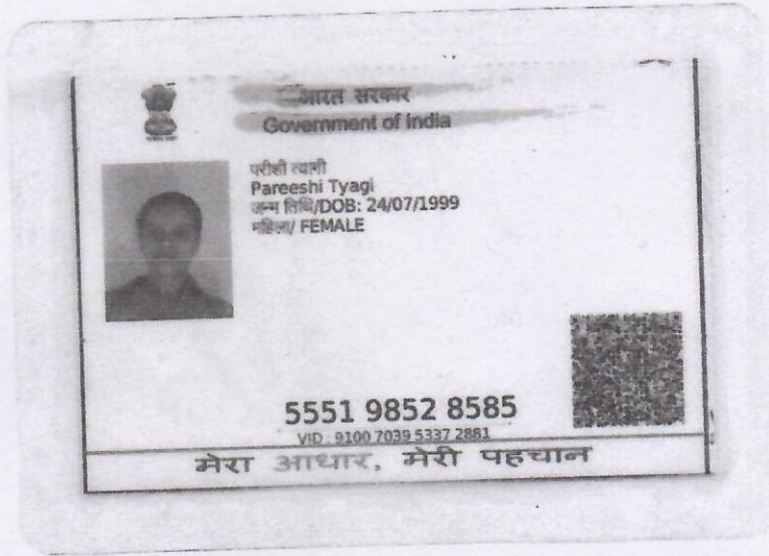 भारत सरकार
Government of India
परीशी त्यागी
Pareeshi Tyagi
जन्म तिथि/DOB: 24/07/1999
महिला/ FEMALE
5551 9852 8585
VID : 9100 7039 5337 2881
मेरा आधार, मेरी पहचान